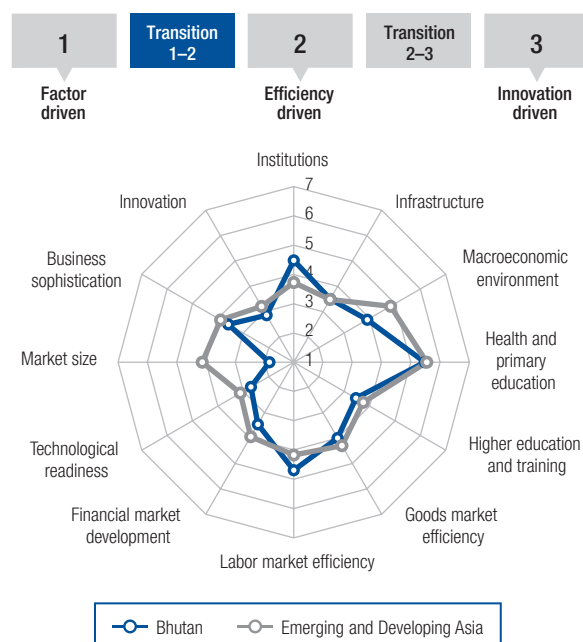 1
Transition
1–2
2
Transition
2–3
3
Factor
driven
Efficiency
driven
Innovation
driven
Institutions
Infrastructure
Macroeconomic
environment
Health and
primary
education
Higher education
and training
Goods market
efficiency
Labor market efficiency
Financial market
development
Technological
readiness
Market size
Business
sophistication
Innovation
7
6
5
4
3
2
1
Bhutan
Emerging and Developing Asia